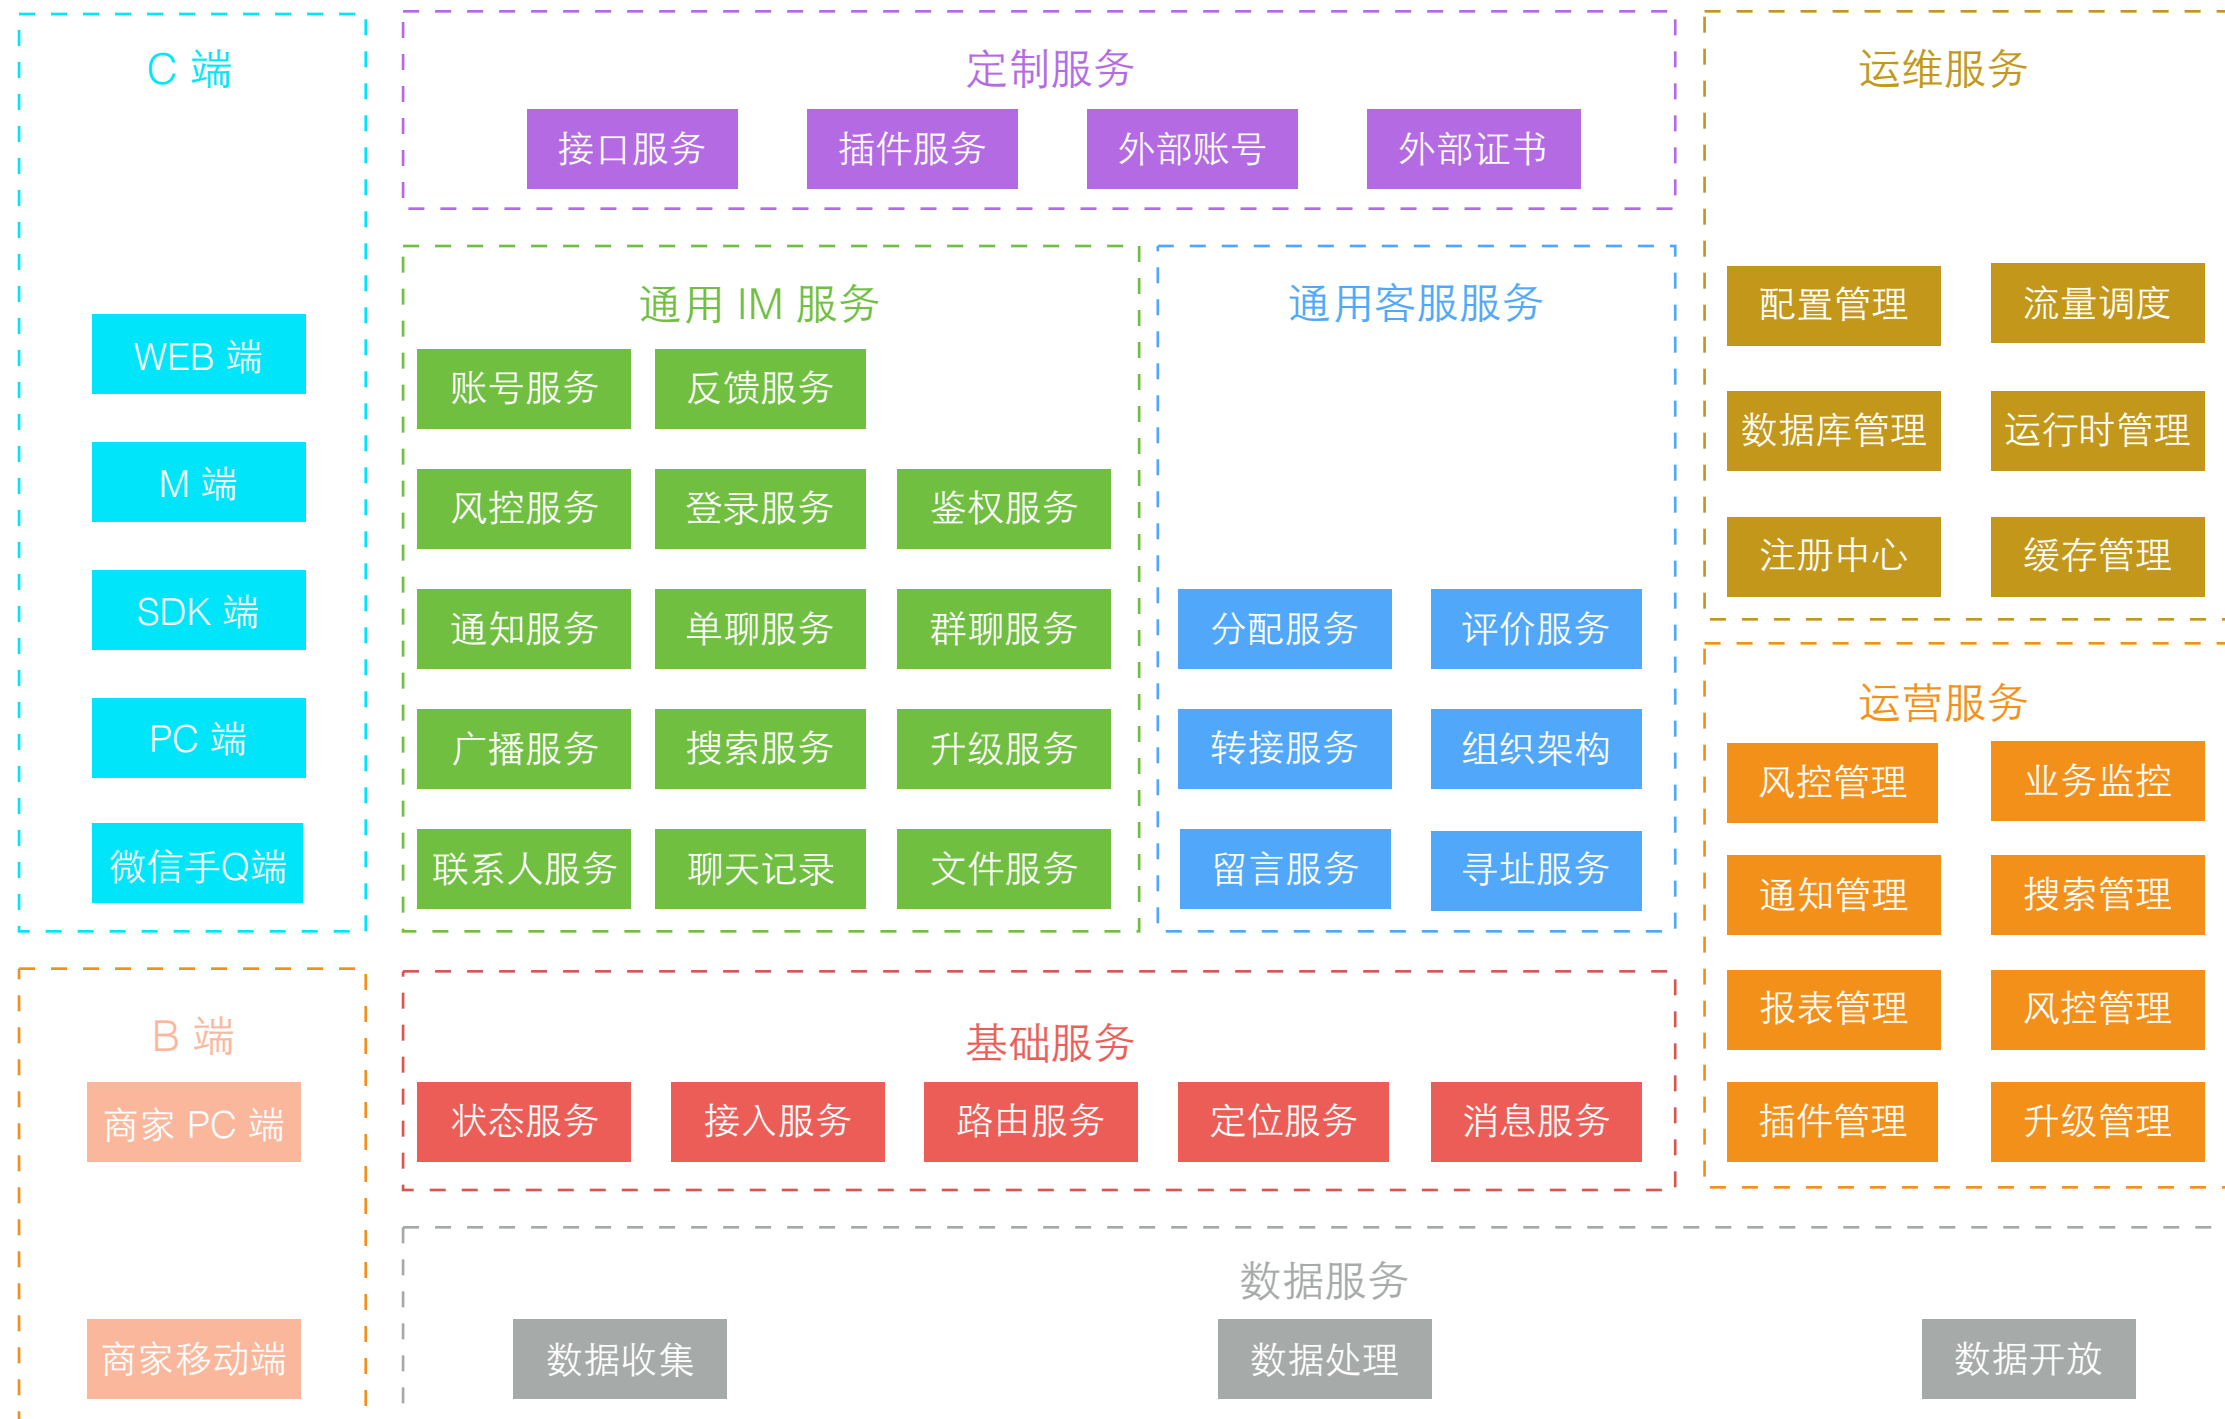 C 端
WEB 端
M 端
SDK 端
PC 端
微信手Q端
B 端
商家 PC 端
商家移动端
定制服务
接口服务
插件服务
外部账号
外部证书
通用 IM 服务
账号服务
反馈服务
风控服务
登录服务
鉴权服务
通知服务
单聊服务
群聊服务
广播服务
搜索服务
升级服务
联系人服务
聊天记录
文件服务
通用客服服务
分配服务
评价服务
转接服务
组织架构
留言服务
寻址服务
基础服务
状态服务
接入服务
路由服务
定位服务
消息服务
运维服务
配置管理
流量调度
数据库管理
运行时管理
注册中心
缓存管理
运营服务
风控管理
业务监控
通知管理
搜索管理
报表管理
风控管理
插件管理
升级管理
数据服务
数据收集
数据处理
数据开放